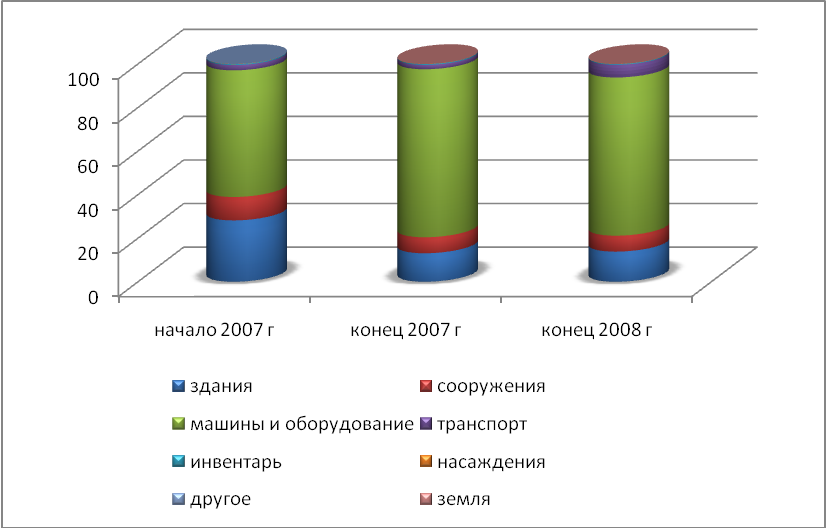 100
80
60
40
20
0
начало 2007 г конец 2007 г конец 2008 г
здания сооружения
машины и оборудование транспорт
инвентарь насаждения
другое земля